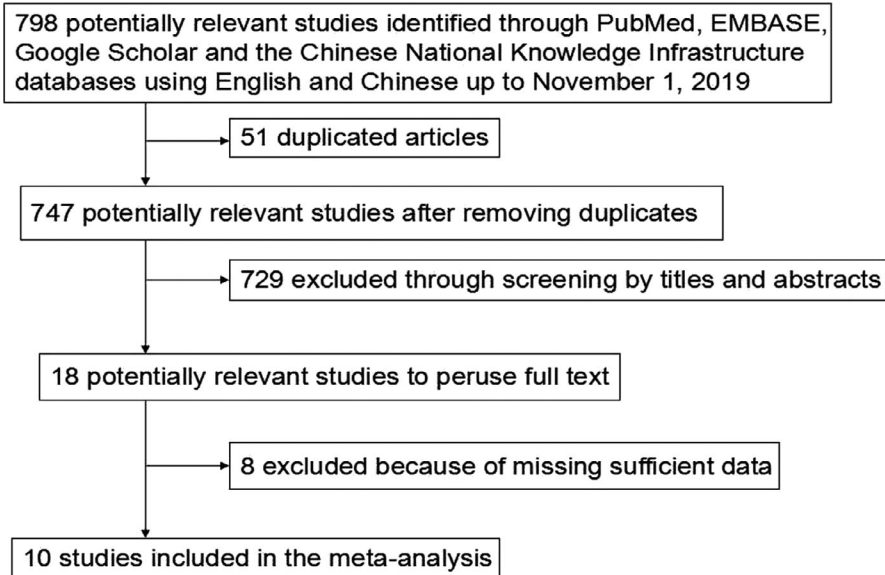 798 potentially relevant studies identified through PubMed, EMBASE,
Google Scholar and the Chinese National Knowledge Infrastructure
databases using English and Chinese up to November 1, 2019
51 duplicated articles
747 potentially relevant studies after removing duplicates
729 excluded through screening by titles and abstracts
18 potentially relevant studies to peruse full text
8 excluded because of missing sufficient data
10 studies included in the meta-analysis